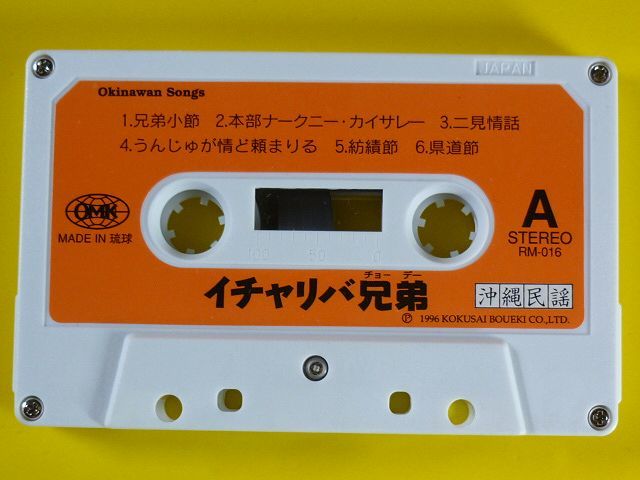 JAPAN
Okinawan Songs
1.兄弟小節 2.本部ナークニー・カイサレー 3.二見情話
4.うんじゅが情ど頼まりる 5.紡績節 6.県道節
OMK
MADE IN 琉球
A
STEREO
RM-016
100 50 0
チョー デー
イチャリバ兄弟
沖縄民謡
Ⓟ 1996 KOKUSAI BOUEKI CO.,LTD.